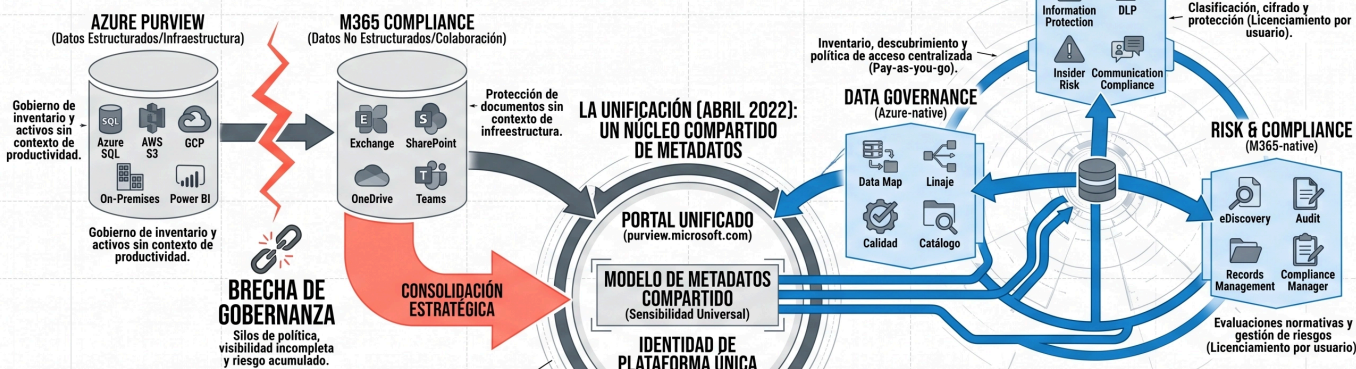 AZURE PURVIEW
(Datos Estructurados/Infraestructura)
Gobierno de
inventario y
activos sin
contexto de
productividad.
SQL
Azure
SQL
AWS
S3
GCP
On-Premises
Power BI
Gobierno de inventario y
activos sin contexto de
productividad.
BRECHA DE
GOBERNANZA
Silos de política,
visibilidad incompleta
y riesgo acumulado.
M365 COMPLIANCE
(Datos No Estructurados/Colaboración)
E
Exchange
S
SharePoint
OneDrive
T
Teams
Protección de
documentos sin
contexto de
infreestructura.
CONSOLIDACIÓN
ESTRATÉGICA
LA UNIFICACIÓN (ABRIL 2022):
UN NÚCLEO COMPARTIDO
DE METADATOS
PORTAL UNIFICADO
(purview.microsoft.com)
MODELO DE METADATOS
COMPARTIDO
(Sensibilidad Universal)
IDENTIDAD DE
PLATAFORMA ÚNICA
Inventario, descubrimiento y
política de acceso centralizada
(Pay-as-you-go).
DATA GOVERNANCE
(Azure-native)
Data Map
Linaje
Calidad
Catálogo
Information
Protection
DLP
Insider
Risk
Communication
Compliance
Clasificación, cifrado y
protección (Licenciamiento por
usuario).
RISK & COMPLIANCE
(M365-native)
eDiscovery
Audit
Records
Management
Compliance
Manager
Evaluaciones normativas y
gestión de riesgos
(Licenciamiento por usuario)